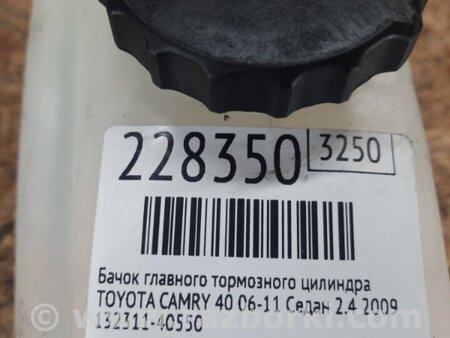 228350 3250
Бачок главного тормозного цилиндра
TOYOTA CAMRY 40 06-11 Седан 2.4 2009
132311-40550